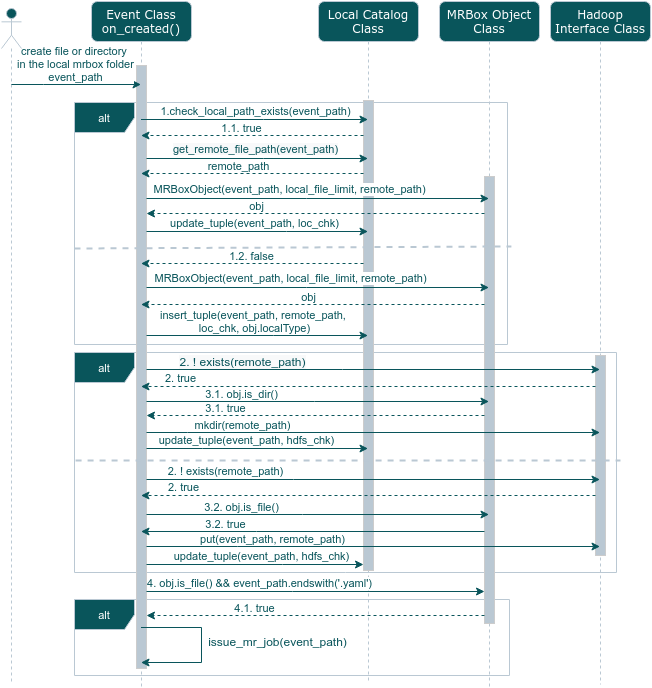 Event Class
on_created()
Local Catalog
Class
MRBox Object
Class
Hadoop
Interface Class
create file or directory
in the local mrbox folder
event_path
alt
1.check_local_path_exists(event_path)
1.1. true
get_remote_file_path(event_path)
remote_path
MRBoxObject(event_path, local_file_limit, remote_path)
obj
update_tuple(event_path, loc_chk)
1.2. false
MRBoxObject(event_path, local_file_limit, remote_path)
obj
insert_tuple(event_path, remote_path,
loc_chk, obj.localType)
alt
2. ! exists(remote_path)
2. true
3.1. obj.is_dir()
3.1. true
mkdir(remote_path)
update_tuple(event_path, hdfs_chk)
2. ! exists(remote_path)
2. true
3.2. obj.is_file()
3.2. true
put(event_path, remote_path)
update_tuple(event_path, hdfs_chk)
4. obj.is_file() && event_path.endswith('.yaml')
alt
4.1. true
issue_mr_job(event_path)